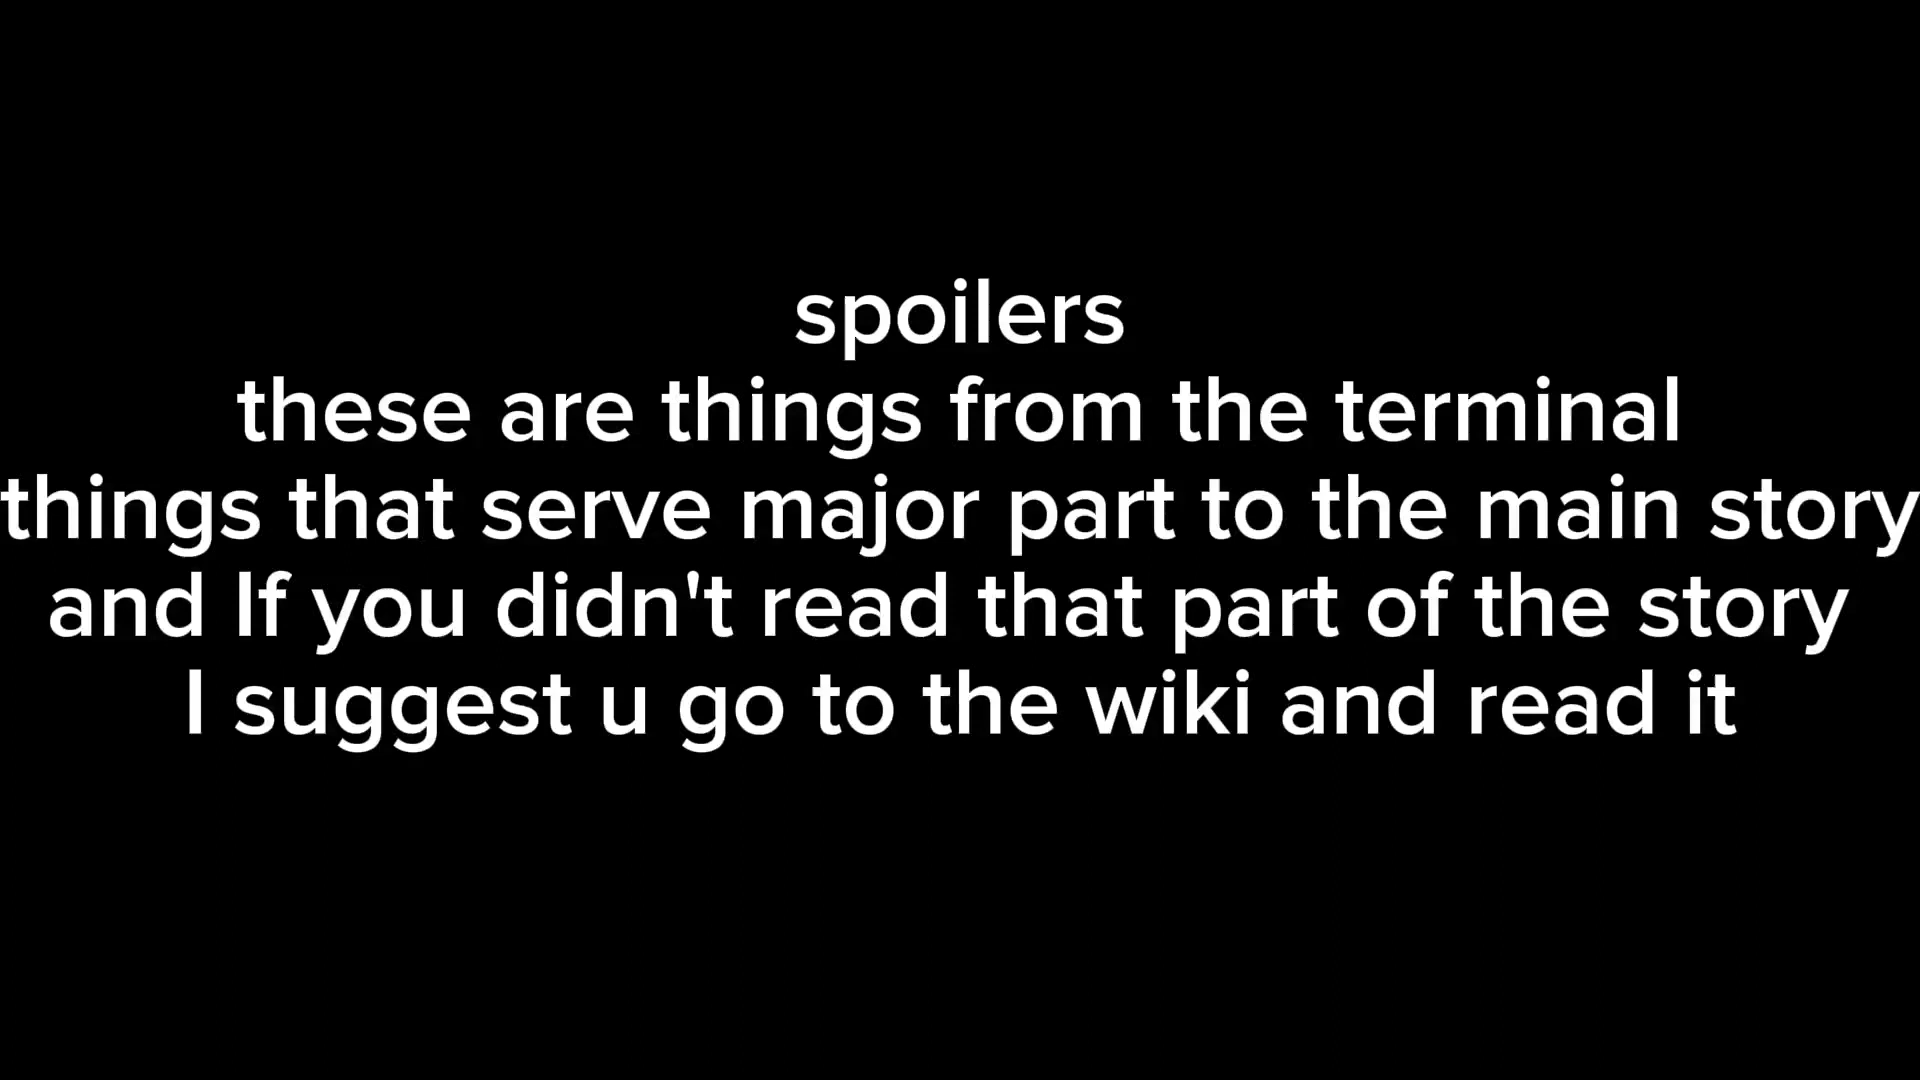 spoilers
these are things from the terminal
things that serve major part to the main story
and If you didn't read that part of the story
I suggest u go to the wiki and read it